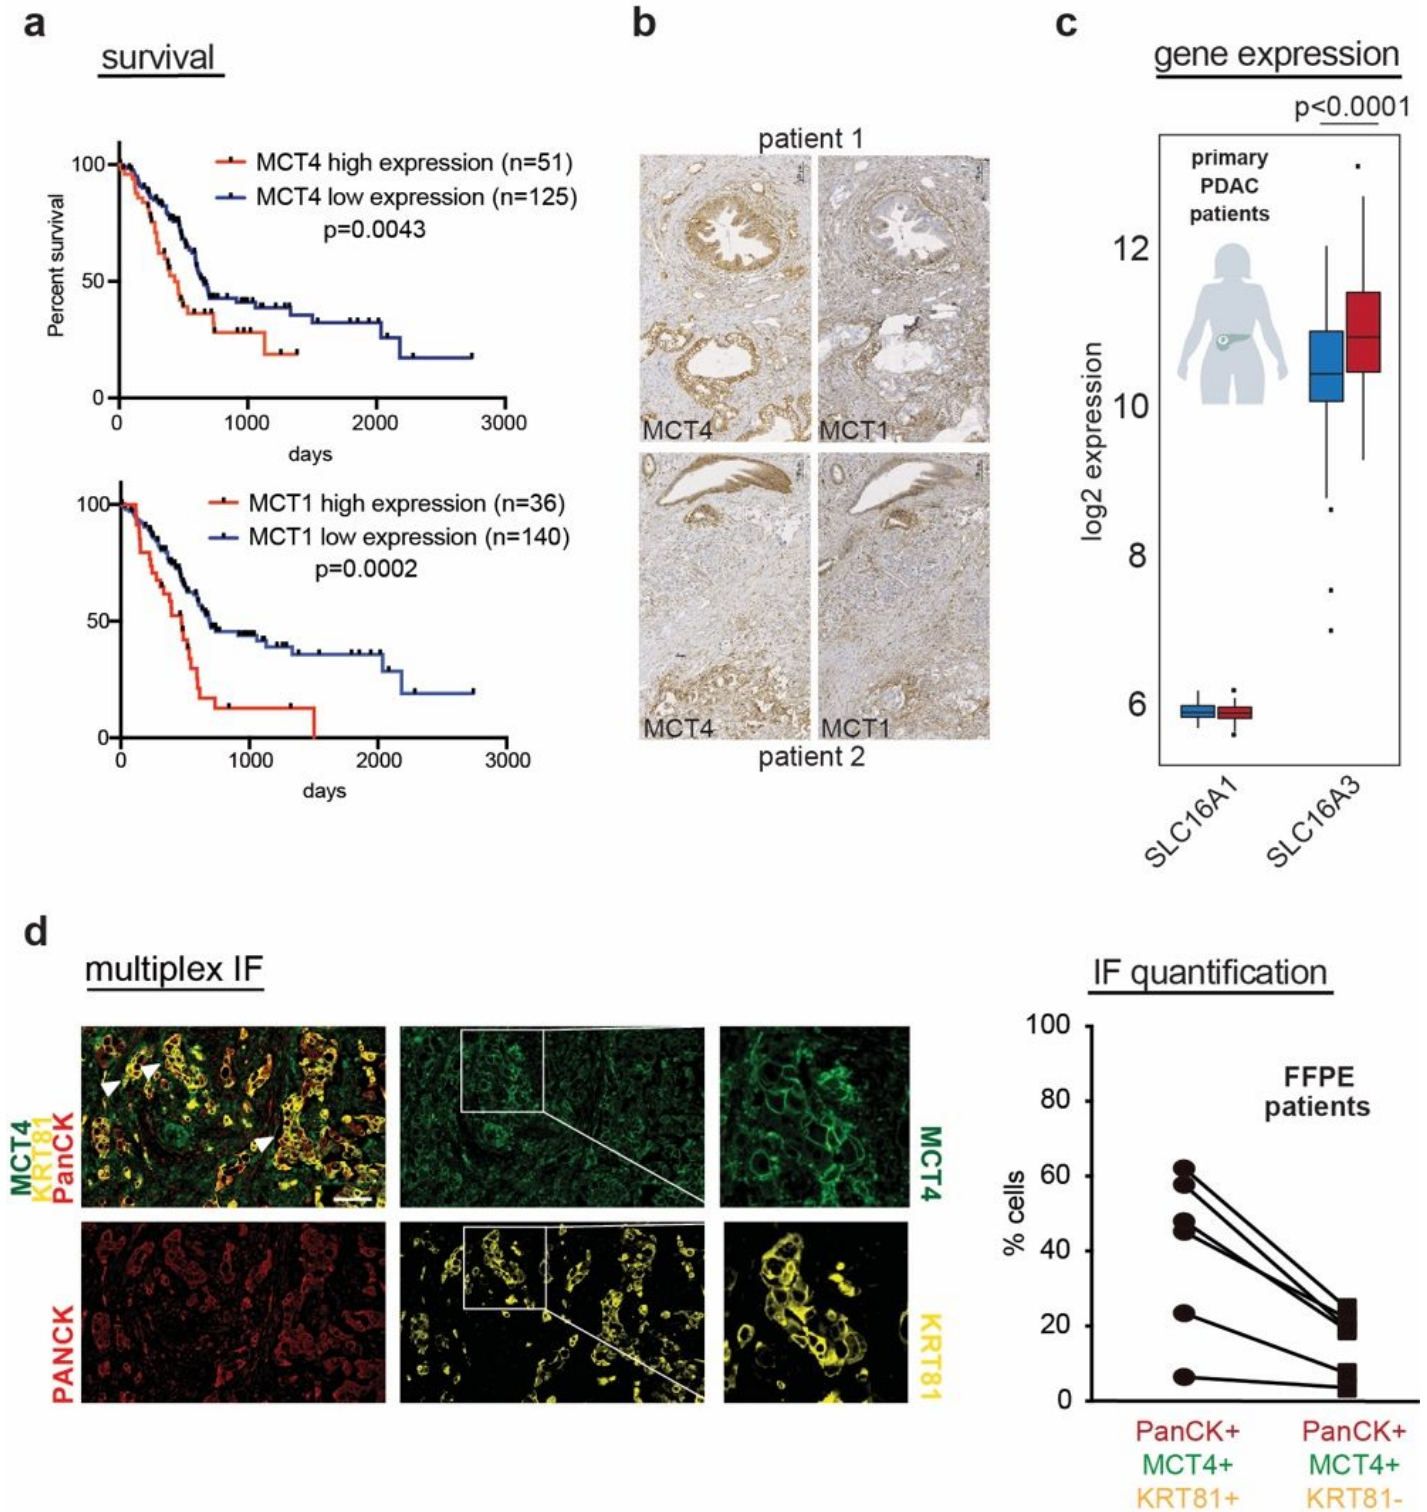 a
survival
100
50
0
Percent survival
MCT4 high expression (n=51)
MCT4 low expression (n=125)
p=0.0043
0 1000 2000 3000
days
100
50
0
MCT1 high expression (n=36)
MCT1 low expression (n=140)
p=0.0002
0 1000 2000 3000
days
b
patient 1
MCT4 MCT1
MCT4 MCT1
patient 2
c
gene expression
p<0.0001
primary
PDAC
patients
12
10
8
6
log2 expression
SLC16A1 SLC16A3
d
multiplex IF
MCT4
KRT81
PanCK
MCT4
PANCK
KRT81
IF quantification
100
80
60
40
20
0
% cells
FFPE
patients
PanCK+ PanCK+
MCT4+ MCT4+
KRT81+ KRT81-